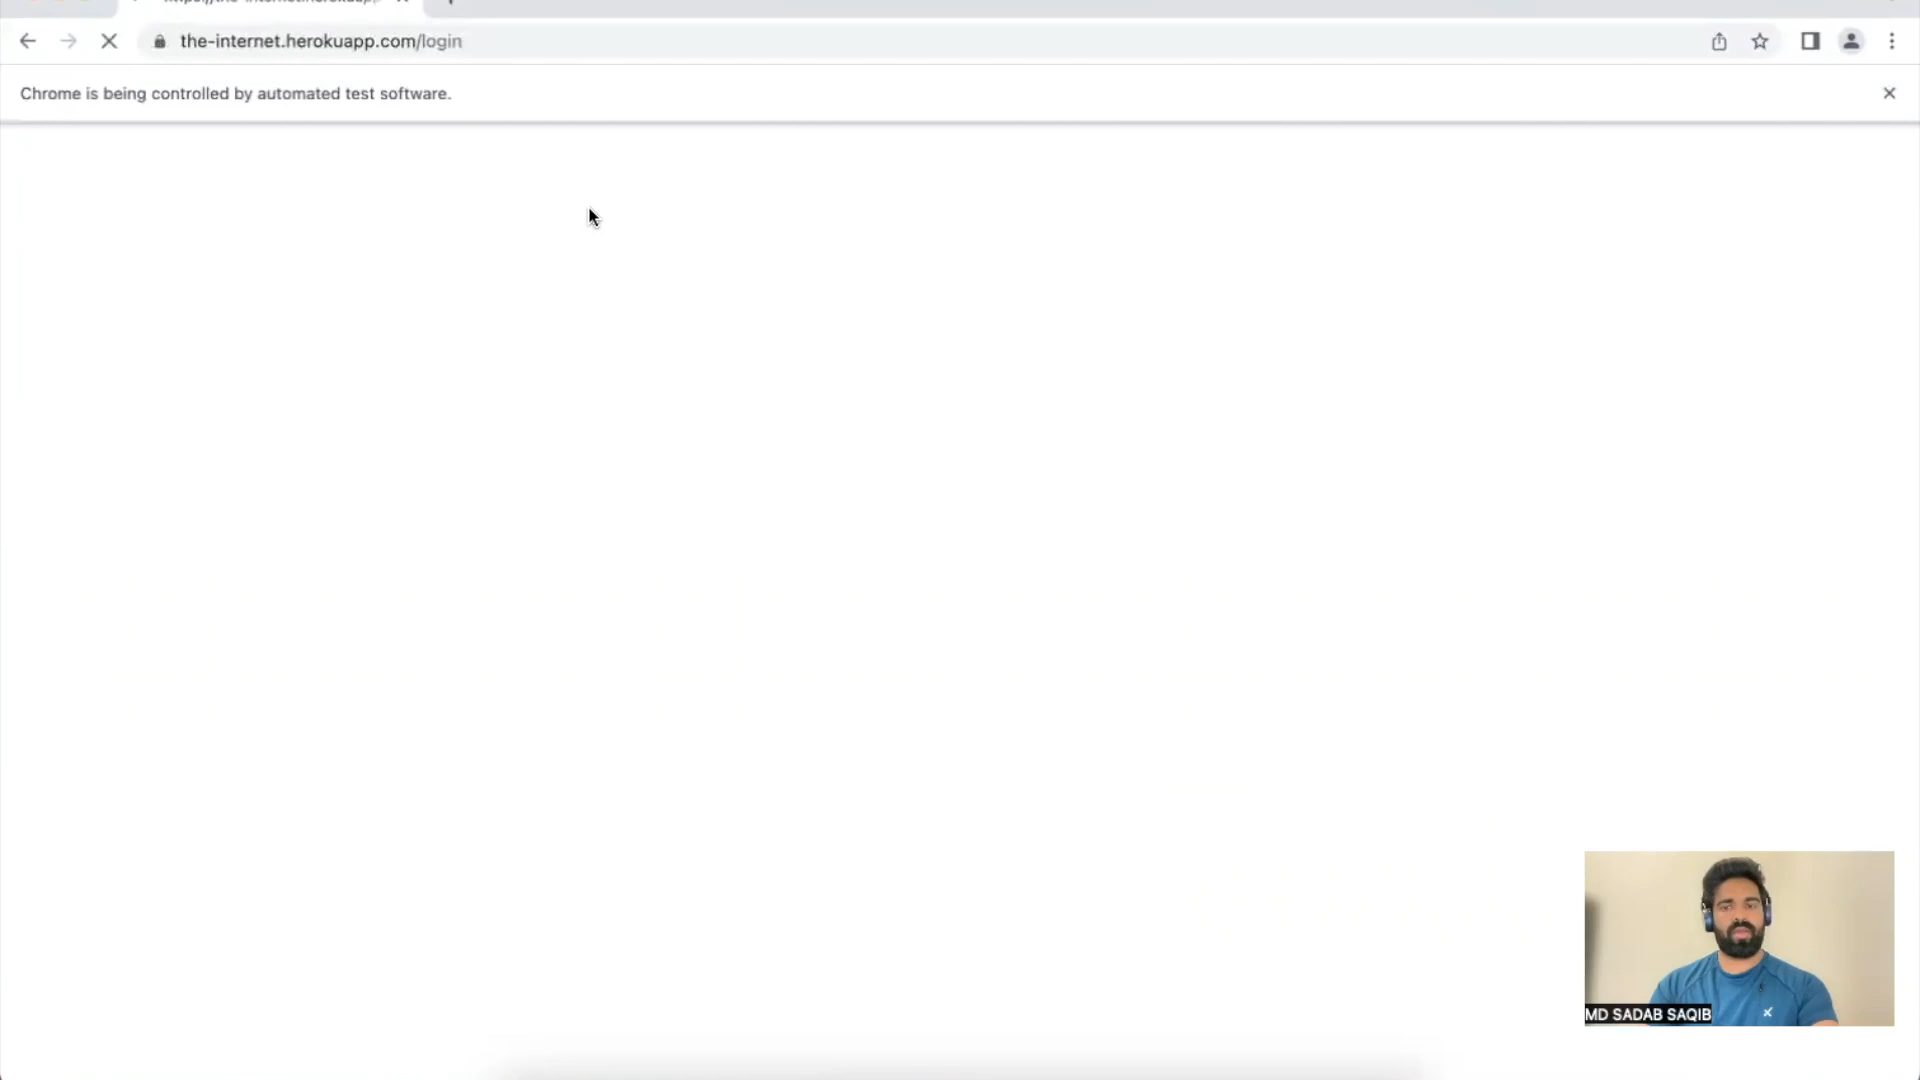 the-internet.herokuapp.com/login
Chrome is being controlled by automated test software.
MD SADAB SAQIB